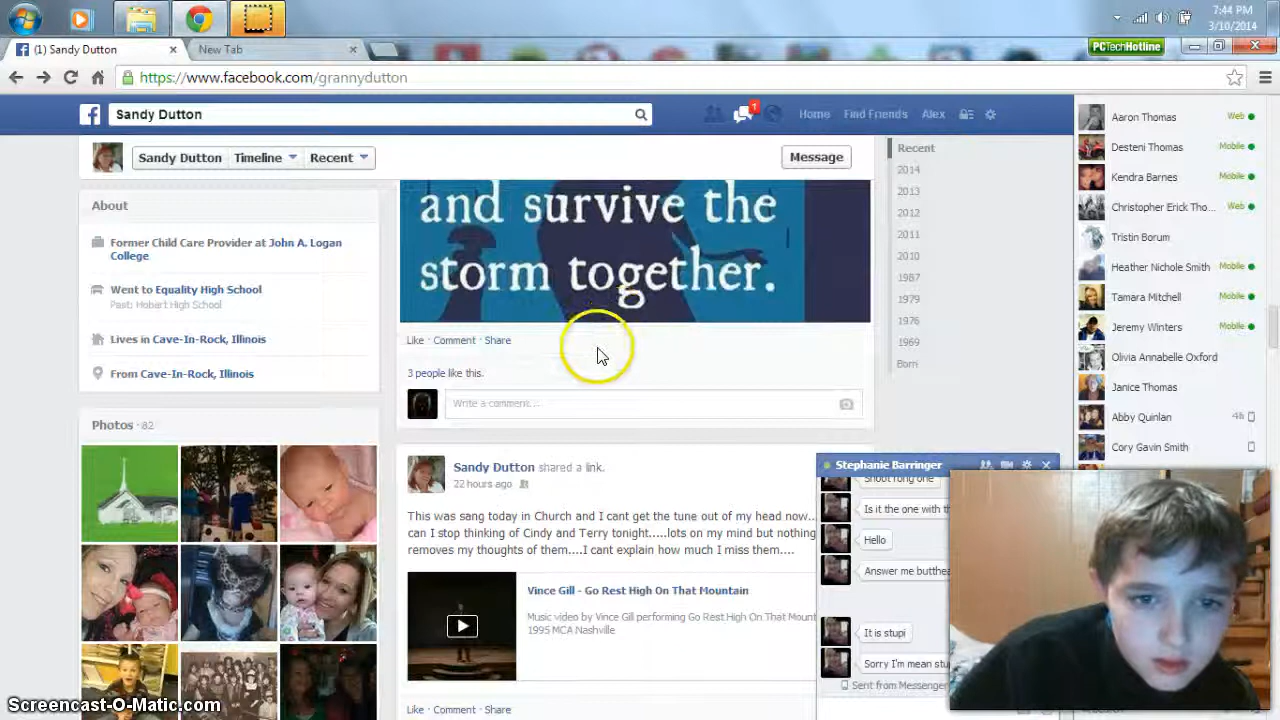 7:44 PM
3/10/2014
(1) Sandy Dutton
New Tab
PCTechHotline
https://www.facebook.com/grannydutton
Sandy Dutton
1
Home
Find Friends
Alex
Sandy Dutton
Timeline
Recent
Message
About
Former Child Care Provider at John A. Logan
College
Went to Equality High School
Past: Hobart High School
Lives in Cave-In-Rock, Illinois
From Cave-In-Rock, Illinois
Photos · 82
and survive the
storm together.
Like · Comment · Share
3 people like this.
Write a comment...
Sandy Dutton shared a link.
22 hours ago
This was sang today in Church and I cant get the tune out of my head now..
can I stop thinking of Cindy and Terry tonight.....lots on my mind but nothing
removes my thoughts of them....I cant explain how much I miss them....
Vince Gill - Go Rest High On That Mountain
Music video by Vince Gill performing Go Rest High On That Mount
1995 MCA Nashville
Like · Comment · Share
Recent
2014
2013
2012
2011
2010
1987
1979
1976
1969
Born
Aaron Thomas Web
Desteni Thomas Mobile
Kendra Barnes Mobile
Christopher Erick Tho... Web
Tristin Borum
Heather Nichole Smith Mobile
Tamara Mitchell Mobile
Jeremy Winters Mobile
Olivia Annabelle Oxford
Janice Thomas
Abby Quinlan 4h
Cory Gavin Smith
Stephanie Barringer
Shoot rong one
Is it the one with th
Hello
Answer me butthea
It is stupi
Sorry I'm mean stu
Sent from Messenger
Screencast-O-Matic.com